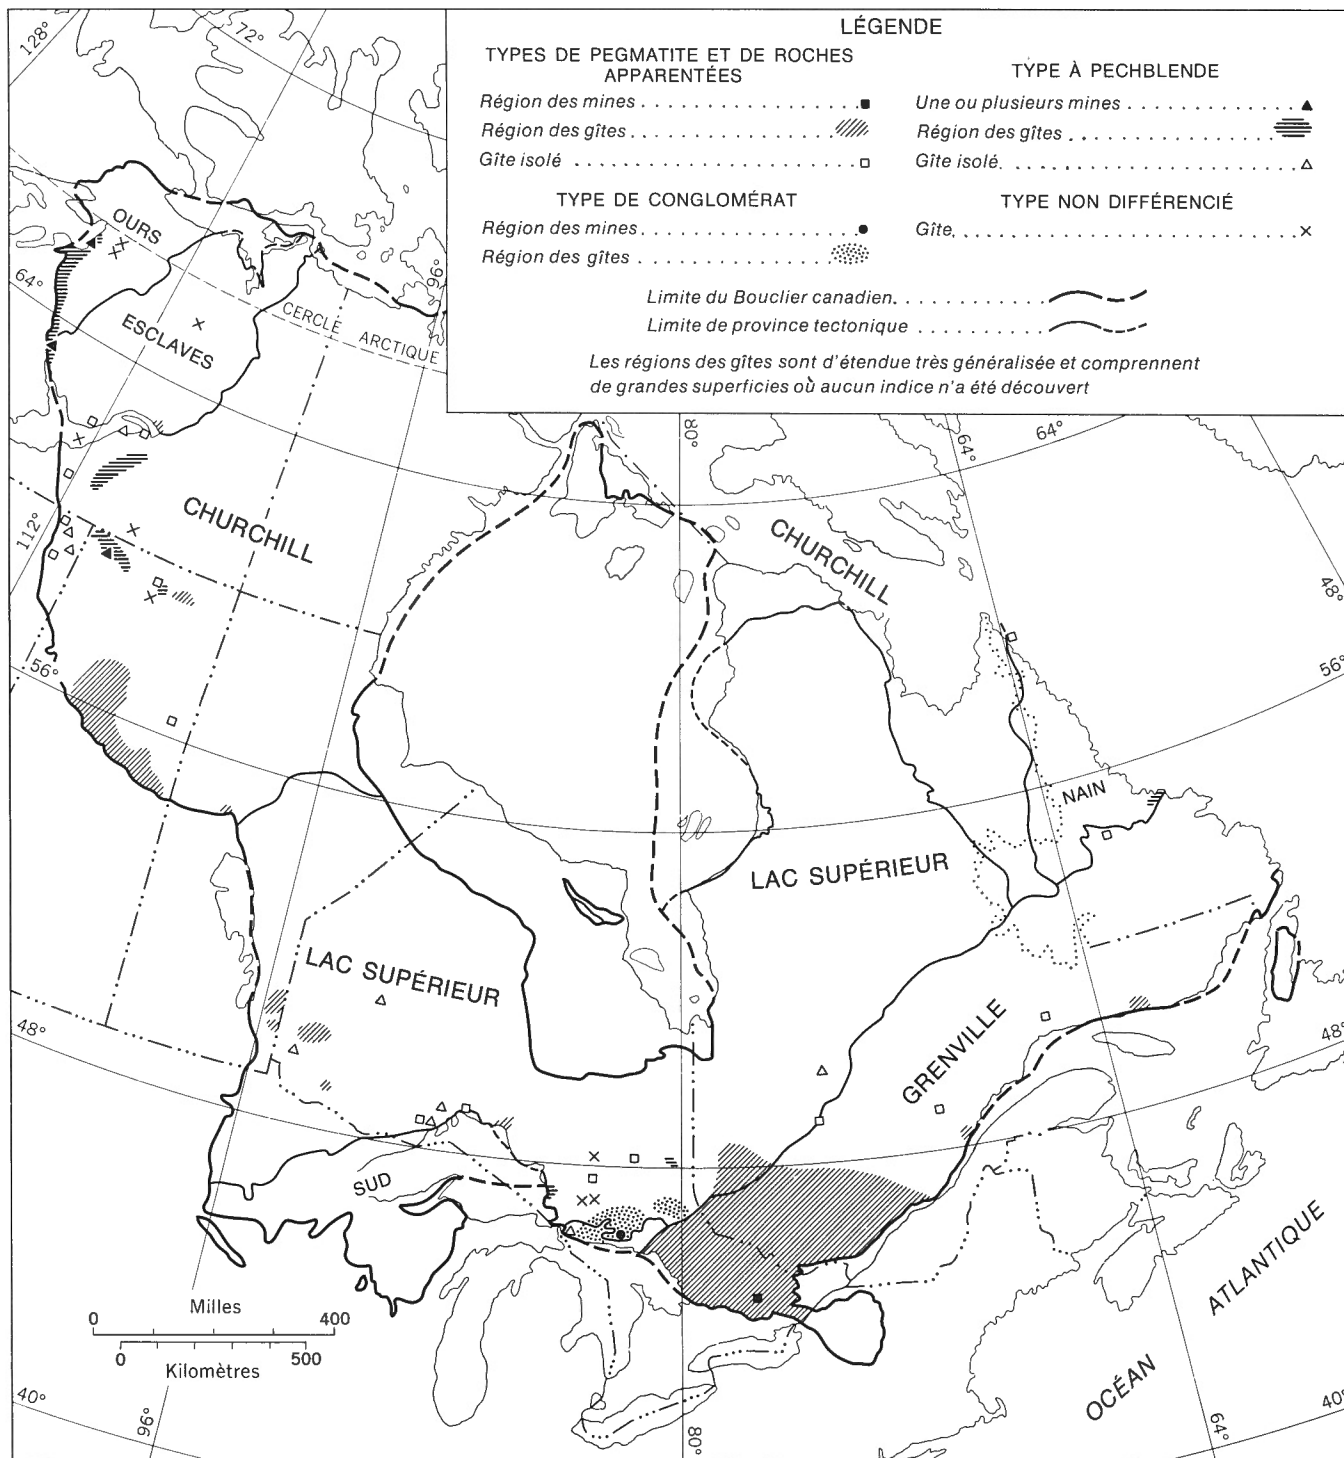 LÉGENDE
TYPES DE PEGMATITE ET DE ROCHES
APPARENTÉES
Région des mines
Région des gîtes
Gîte isolé
TYPE DE CONGLOMÉRAT
Région des mines
Région des gîtes
TYPE À PECHBLENDE
Une ou plusieurs mines
Région des gîtes
Gîte isolé
TYPE NON DIFFÉRENCIÉ
Gîte
Limite du Bouclier canadien
Limite de province tectonique
Les régions des gîtes sont d'étendue très généralisée et comprennent
de grandes superficies où aucun indice n'a été découvert
128°
72°
OURS
64°
96°
CERCLE ARCTIQUE
ESCLAVES
80°
64°
64°
112°
CHURCHILL
CHURCHILL
48°
56°
56°
NAIN
LAC SUPÉRIEUR
LAC SUPÉRIEUR
48°
GRENVILLE
48°
SUD
ATLANTIQUE
OCÉAN
0 Milles 400
0 500
Kilomètres
40°
96°
80°
64°
40°